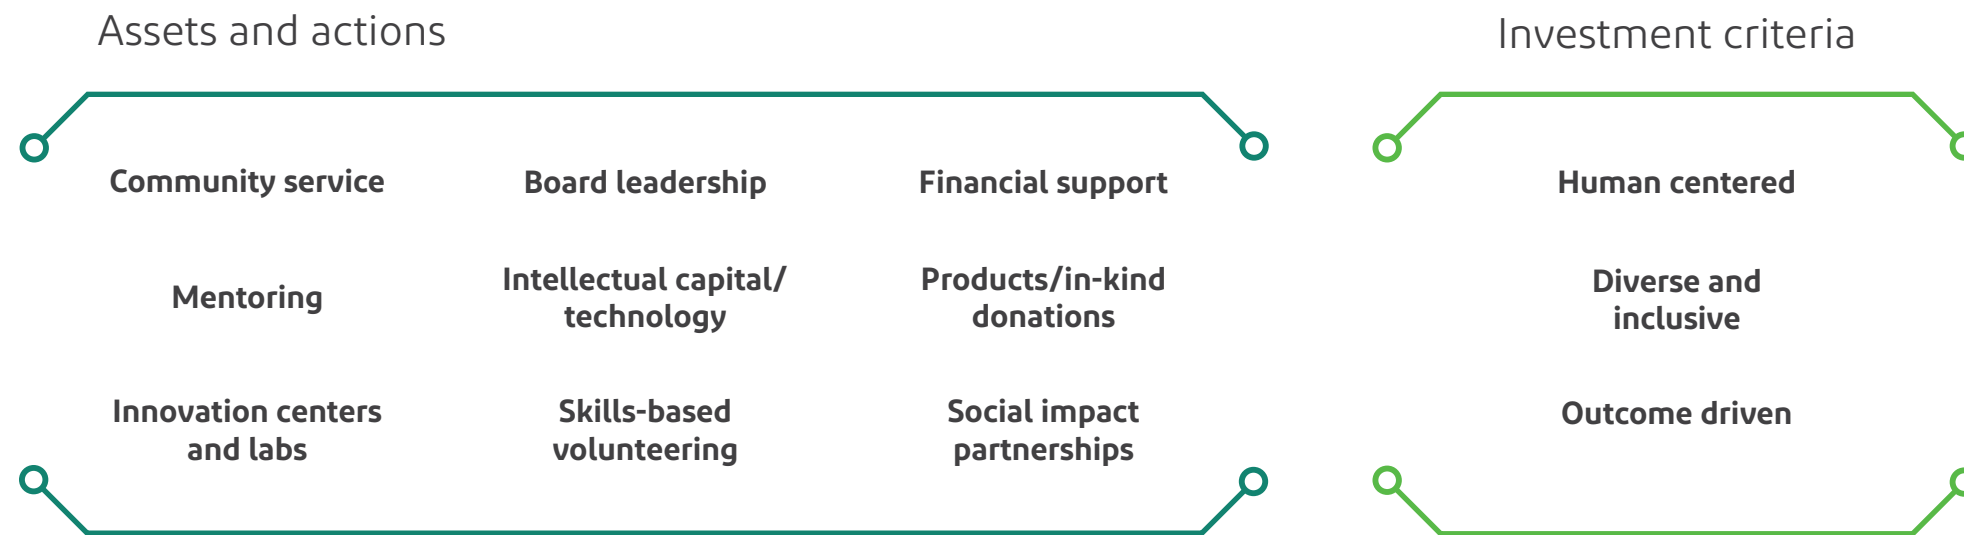 Assets and actions
Community service
Board leadership
Financial support
Mentoring
Intellectual capital/
technology
Products/in-kind
donations
Innovation centers
and labs
Skills-based
volunteering
Social impact
partnerships
Investment criteria
Human centered
Diverse and
inclusive
Outcome driven